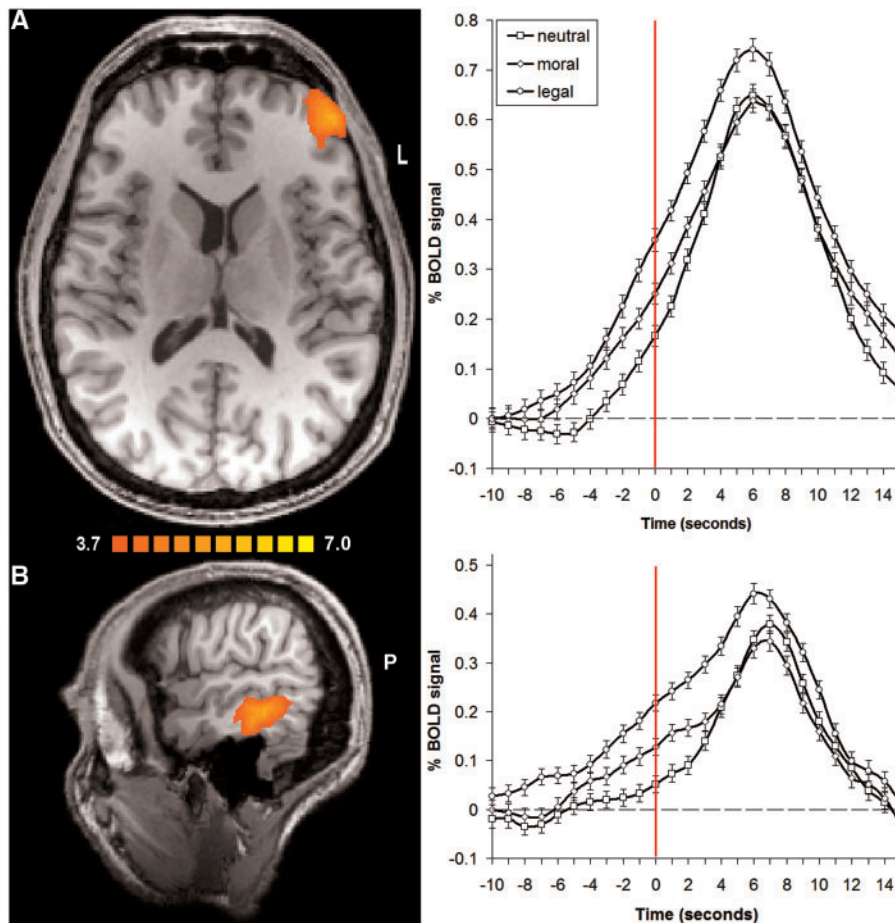 A
L
3.7 7.0
B
P
% BOLD signal
0.8
0.7
0.6
0.5
0.4
0.3
0.2
0.1
0
-0.1
neutral
moral
legal
-10 -8 -6 -4 -2 0 2 4 6 8 10 12 14
Time (seconds)
% BOLD signal
0.5
0.4
0.3
0.2
0.1
0
-0.1
-10 -8 -6 -4 -2 0 2 4 6 8 10 12 14
Time (seconds)